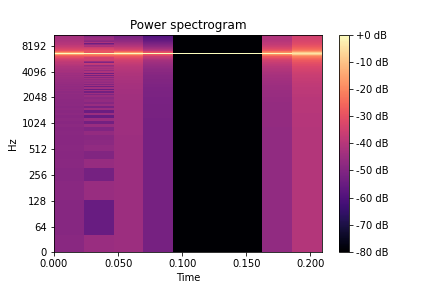 Power spectrogram
Hz
8192
4096
2048
1024
512
256
128
64
0
0.000 0.050 0.100 0.150 0.200
Time
+0 dB
-10 dB
-20 dB
-30 dB
-40 dB
-50 dB
-60 dB
-70 dB
-80 dB